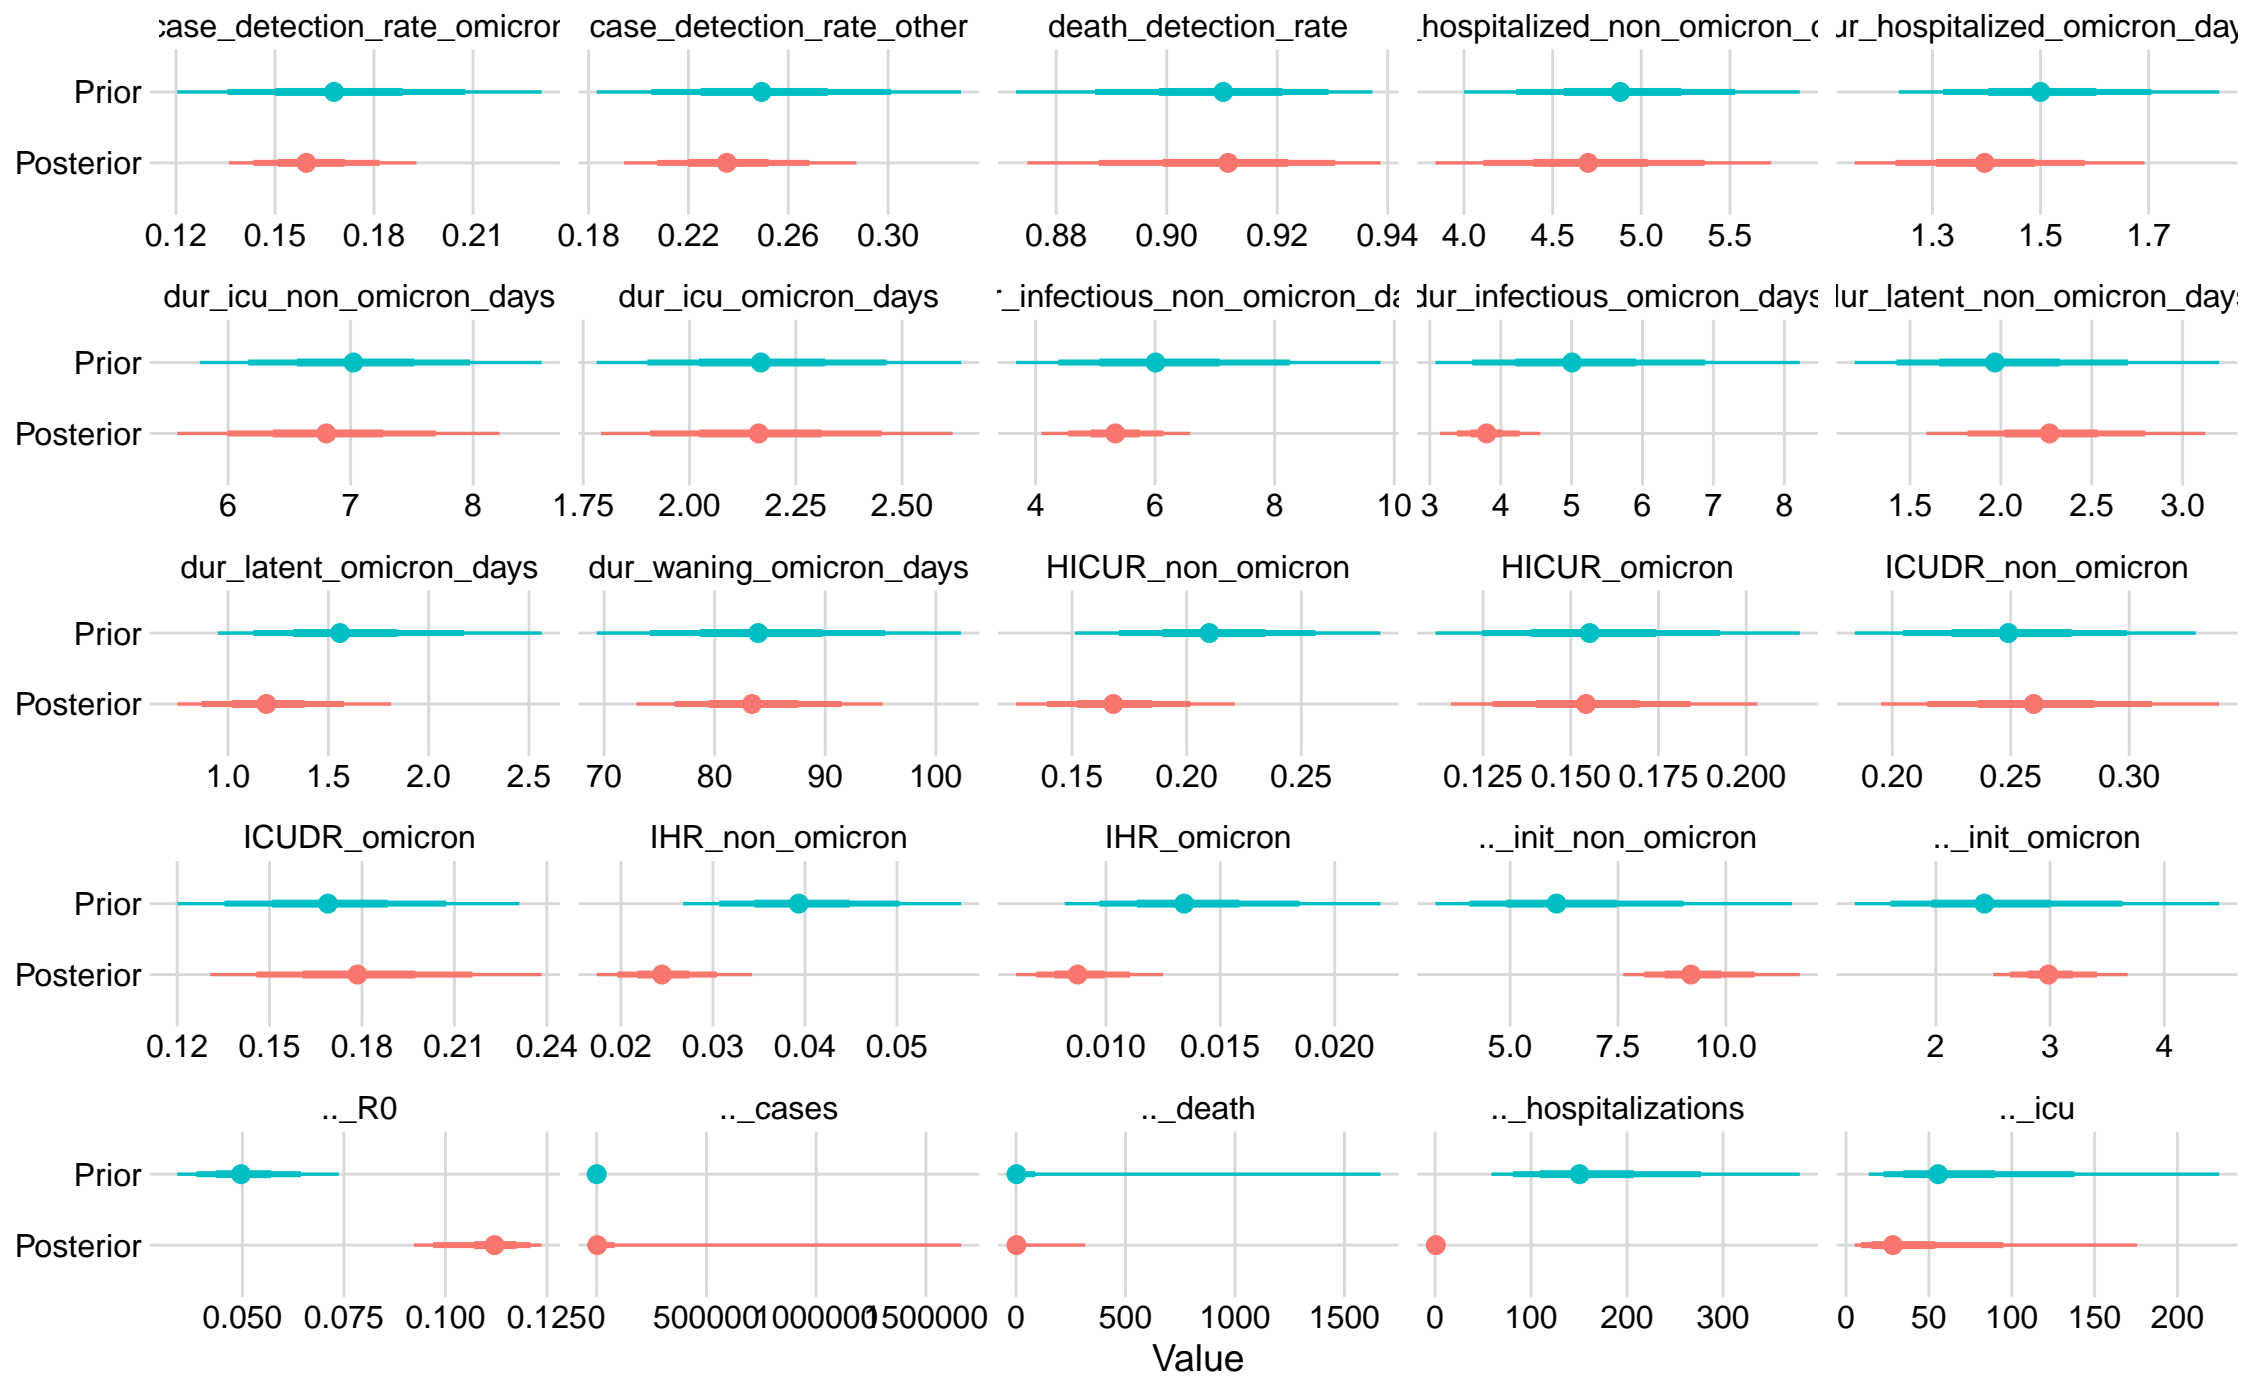 case_detection_rate_omicron case_detection_rate_other death_detection_rate _hospitalized_non_omicron_ ur_hospitalized_omicron_day
Prior
Posterior
0.12 0.15 0.18 0.21 0.18 0.22 0.26 0.30 0.88 0.90 0.92 0.94 4.0 4.5 5.0 5.5 1.3 1.5 1.7
dur_icu_non_omicron_days dur_icu_omicron_days r_infectious_non_omicron_da dur_infectious_omicron_days lur_latent_non_omicron_days
Prior
Posterior
6 7 8 1.75 2.00 2.25 2.50 4 6 8 10 3 4 5 6 7 8 1.5 2.0 2.5 3.0
dur_latent_omicron_days dur_waning_omicron_days HICUR_non_omicron HICUR_omicron ICUDR_non_omicron
Prior
Posterior
1.0 1.5 2.0 2.5 70 80 90 100 0.15 0.20 0.25 0.125 0.150 0.175 0.200 0.20 0.25 0.30
ICUDR_omicron IHR_non_omicron IHR_omicron .._init_non_omicron .._init_omicron
Prior
Posterior
0.12 0.15 0.18 0.21 0.24 0.02 0.03 0.04 0.05 0.010 0.015 0.020 5.0 7.5 10.0 2 3 4
.._R0 .._cases .._death .._hospitalizations .._icu
Prior
Posterior
0.050 0.075 0.100 0.125 0 500000 1000000 1500000 0 500 1000 1500 0 100 200 300 0 50 100 150 200
Value